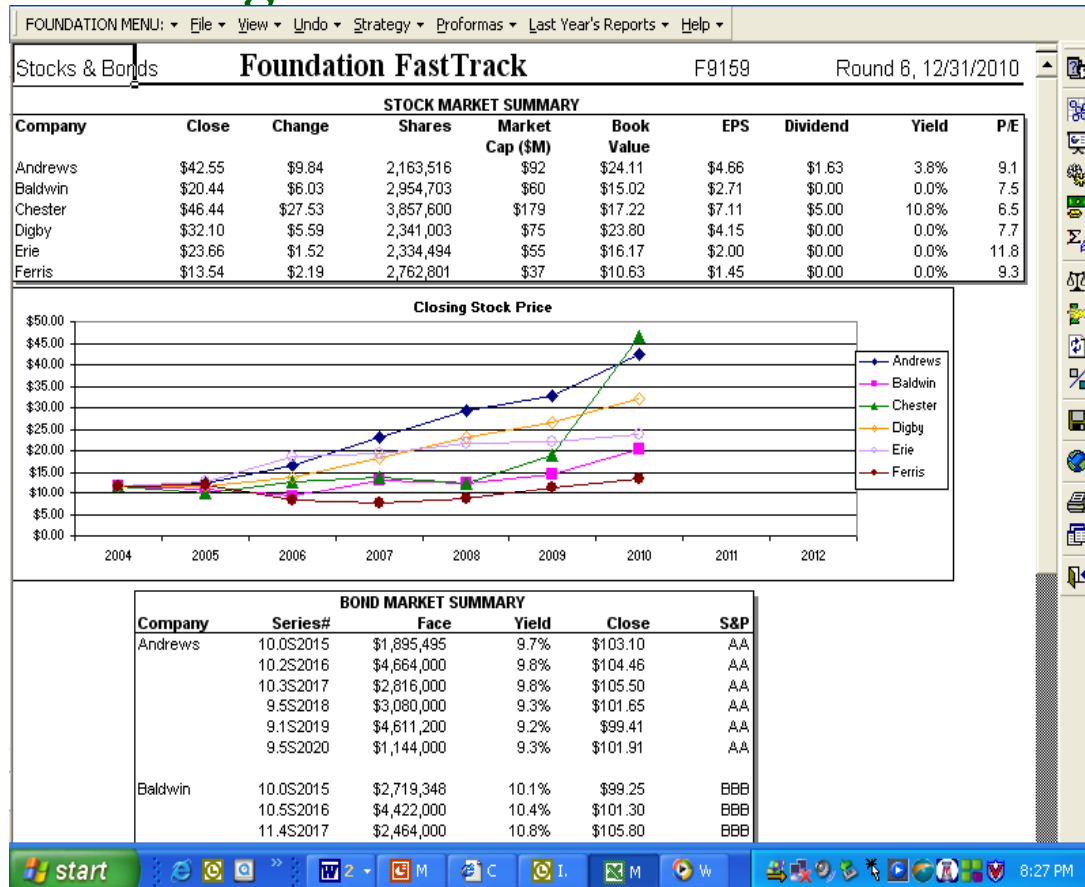 FOUNDATION MENU: File View Undo Strategy Proformas Last Year's Reports Help
Stocks & Bonds Foundation FastTrack F9159 Round 6, 12/31/2010
STOCK MARKET SUMMARY
Company Close Change Shares Market Book EPS Dividend Yield P/E
Cap ($M) Value
Andrews $42.55 $9.84 2,163,516 $92 $24.11 $4.66 $1.63 3.8% 9.1
Baldwin $20.44 $6.03 2,954,703 $60 $15.02 $2.71 $0.00 0.0% 7.5
Chester $46.44 $27.53 3,857,600 $179 $17.22 $7.11 $5.00 10.8% 6.5
Digby $32.10 $5.59 2,341,003 $75 $23.80 $4.15 $0.00 0.0% 7.7
Erie $23.66 $1.52 2,334,494 $55 $16.17 $2.00 $0.00 0.0% 11.8
Ferris $13.54 $2.19 2,762,801 $37 $10.63 $1.45 $0.00 0.0% 9.3
Closing Stock Price
$50.00
$45.00
$40.00
$35.00
$30.00
$25.00
$20.00
$15.00
$10.00
$5.00
$0.00
2004 2005 2006 2007 2008 2009 2010 2011 2012
Andrews
Baldwin
Chester
Digby
Erie
Ferris
BOND MARKET SUMMARY
Company Series# Face Yield Close S&P
Andrews 10.0S2015 $1,895,495 9.7% $103.10 AA
10.2S2016 $4,664,000 9.8% $104.46 AA
10.3S2017 $2,816,000 9.8% $105.50 AA
9.5S2018 $3,080,000 9.3% $101.65 AA
9.1S2019 $4,611,200 9.2% $99.41 AA
9.5S2020 $1,144,000 9.3% $101.91 AA
Baldwin 10.0S2015 $2,719,348 10.1% $99.25 BBB
10.5S2016 $4,422,000 10.4% $101.30 BBB
11.4S2017 $2,464,000 10.8% $105.80 BBB
start 2 M C I. M W 8:27 PM